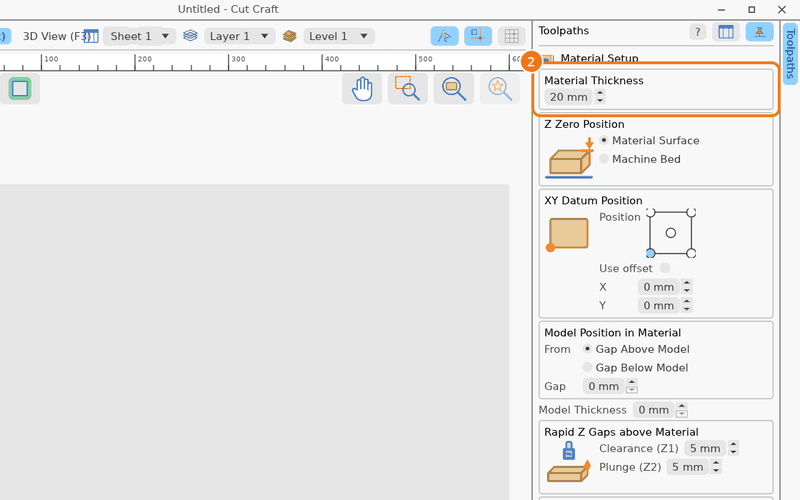 Untitled - Cut Craft
3D View (F3)
Sheet 1
Layer 1
Level 1
Toolpaths
?
Toolpaths
100
200
300
400
500
Material Setup
2
Material Thickness
20 mm
Z Zero Position
Material Surface
Machine Bed
XY Datum Position
Position
Use offset
X 0 mm
Y 0 mm
Model Position in Material
From Gap Above Model
Gap Below Model
Gap 0 mm
Model Thickness 0 mm
Rapid Z Gaps above Material
Clearance (Z1) 5 mm
Plunge (Z2) 5 mm